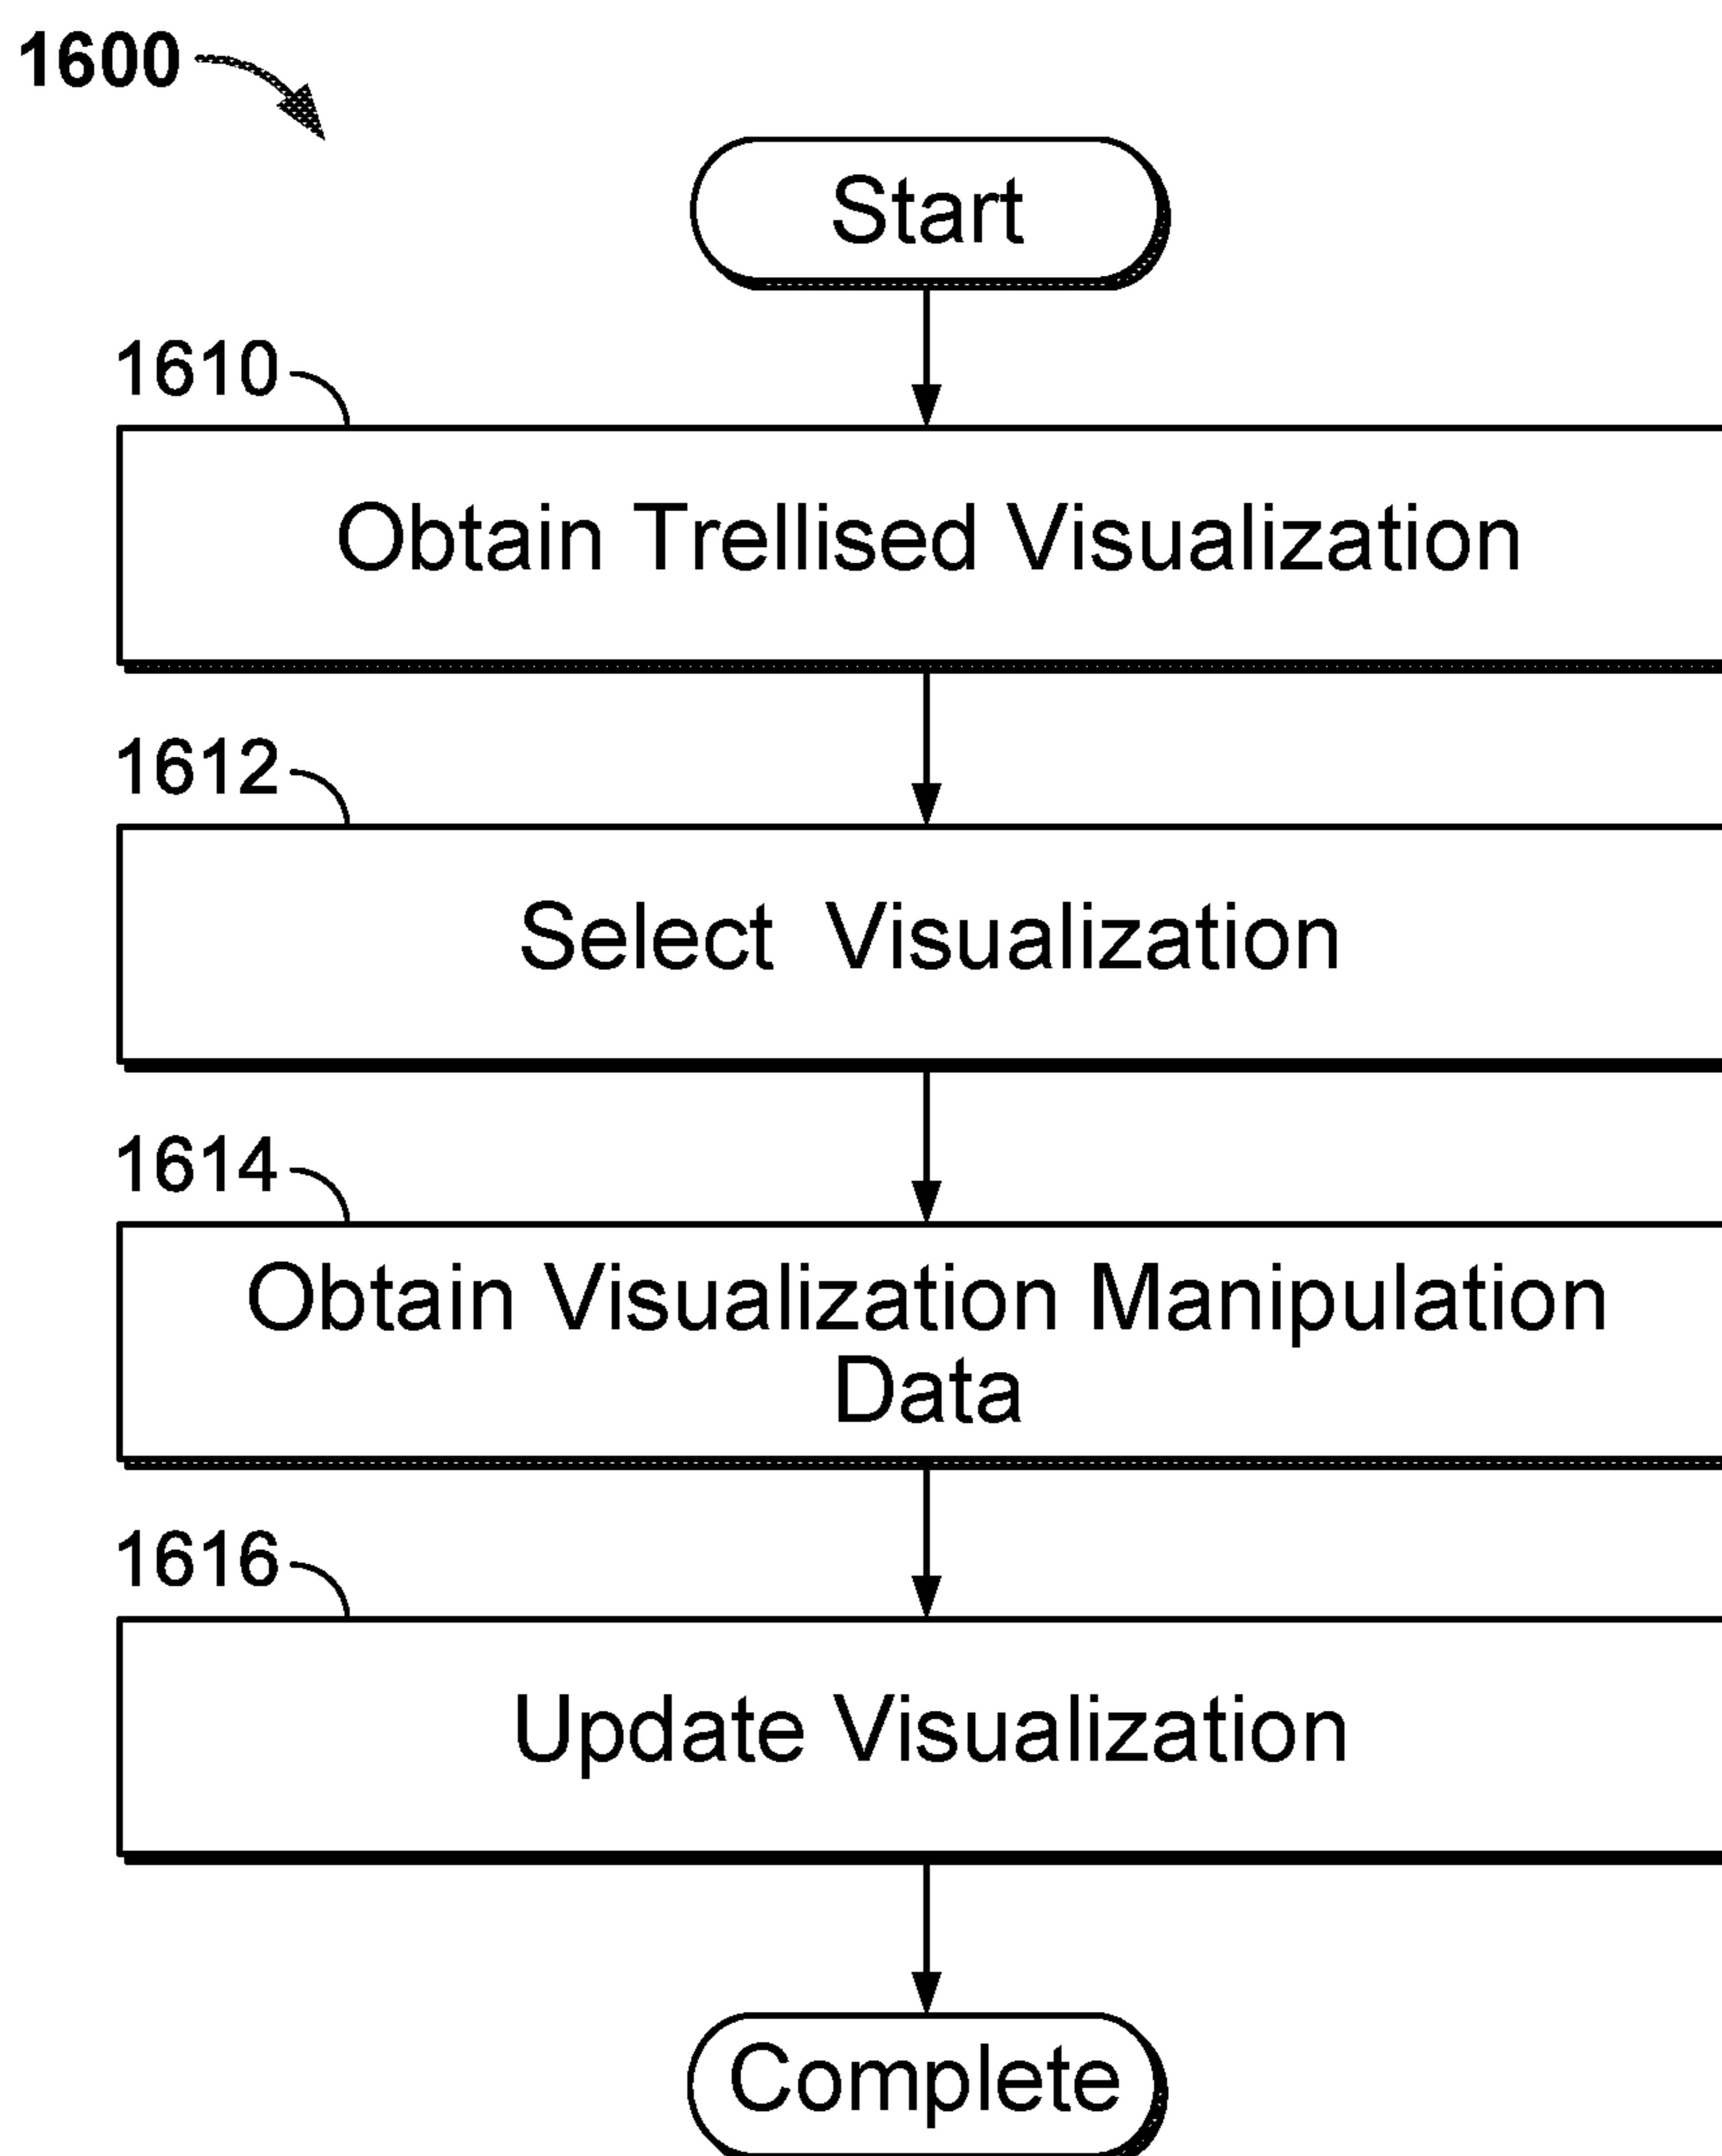 1600
Start
1610
Obtain Trellised Visualization
1612
Select Visualization
1614
Obtain Visualization Manipulation
Data
1616
Update Visualization
Complete